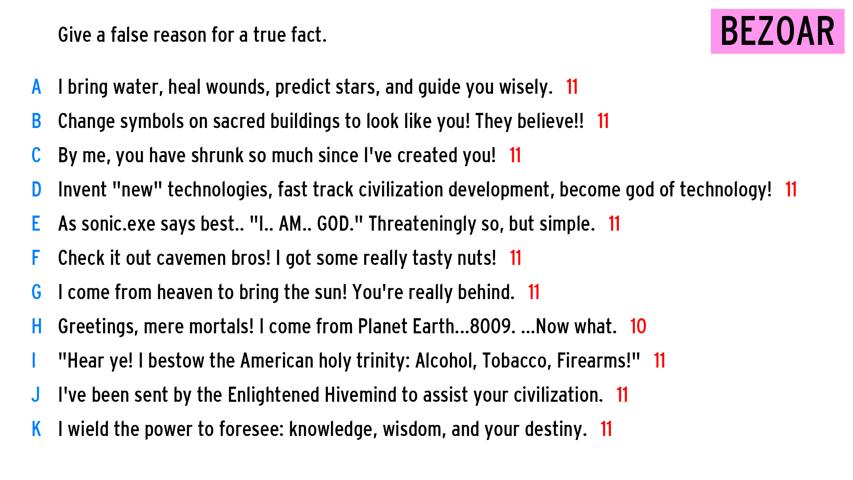 Give a false reason for a true fact.
BEZOAR
A I bring water, heal wounds, predict stars, and guide you wisely. 11
B Change symbols on sacred buildings to look like you! They believe!! 11
C By me, you have shrunk so much since I've created you! 11
D Invent "new" technologies, fast track civilization development, become god of technology! 11
E As sonic.exe says best.. "I.. AM.. GOD." Threateningly so, but simple. 11
F Check it out cavemen bros! I got some really tasty nuts! 11
G I come from heaven to bring the sun! You're really behind. 11
H Greetings, mere mortals! I come from Planet Earth...8009. ...Now what. 10
I "Hear ye! I bestow the American holy trinity: Alcohol, Tobacco, Firearms!" 11
J I've been sent by the Enlightened Hivemind to assist your civilization. 11
K I wield the power to foresee: knowledge, wisdom, and your destiny. 11